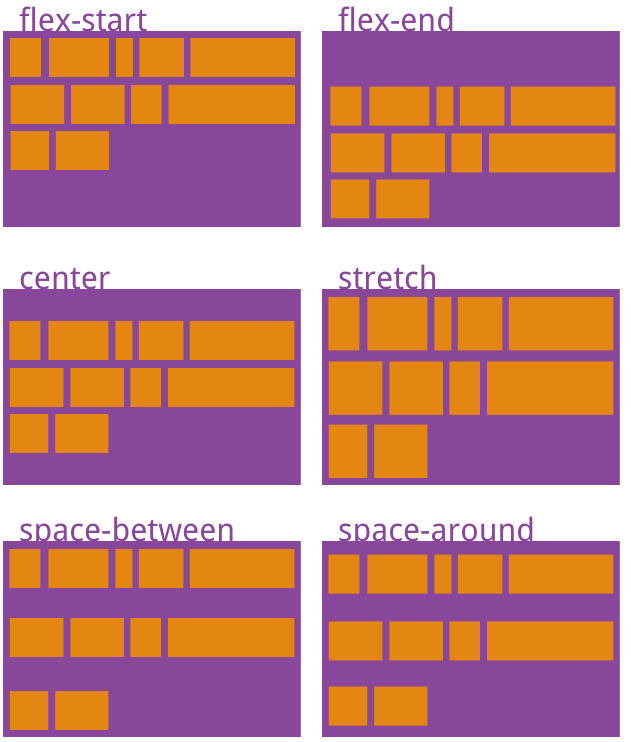 flex-start
flex-end
center
stretch
space-between
space-around